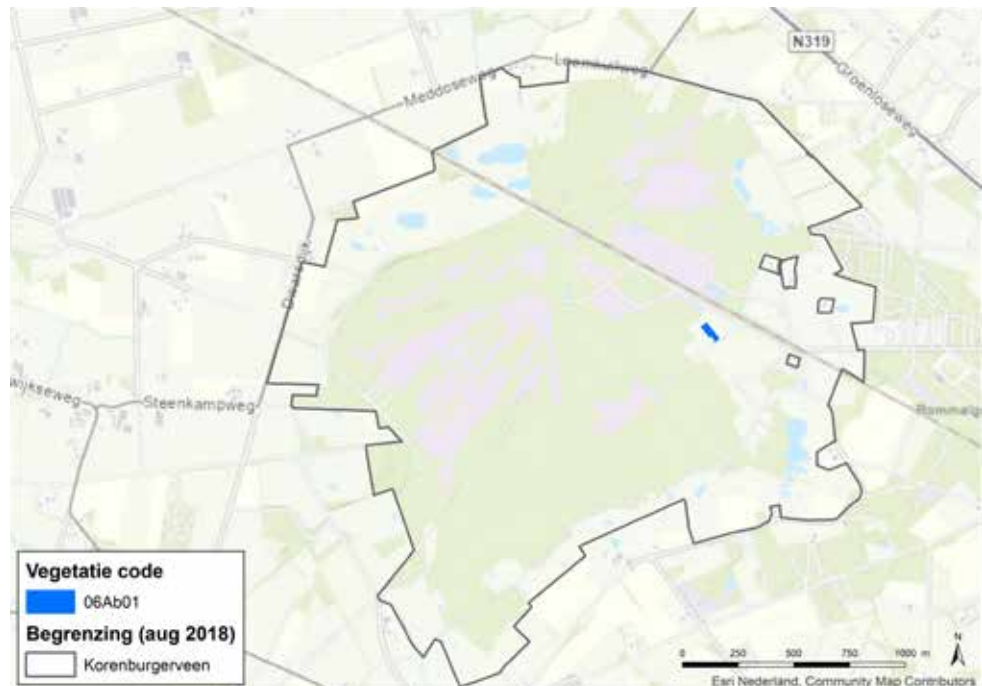 N319
Groenloseweg
Meddoseweg
Steenkampweg
wijkseweg
Vegetatie code
06Ab01
Begrenzing (aug 2018)
Korenburgerveen
N
0 250 500 750 1000 m
Esri Nederland, Community Map Contributors